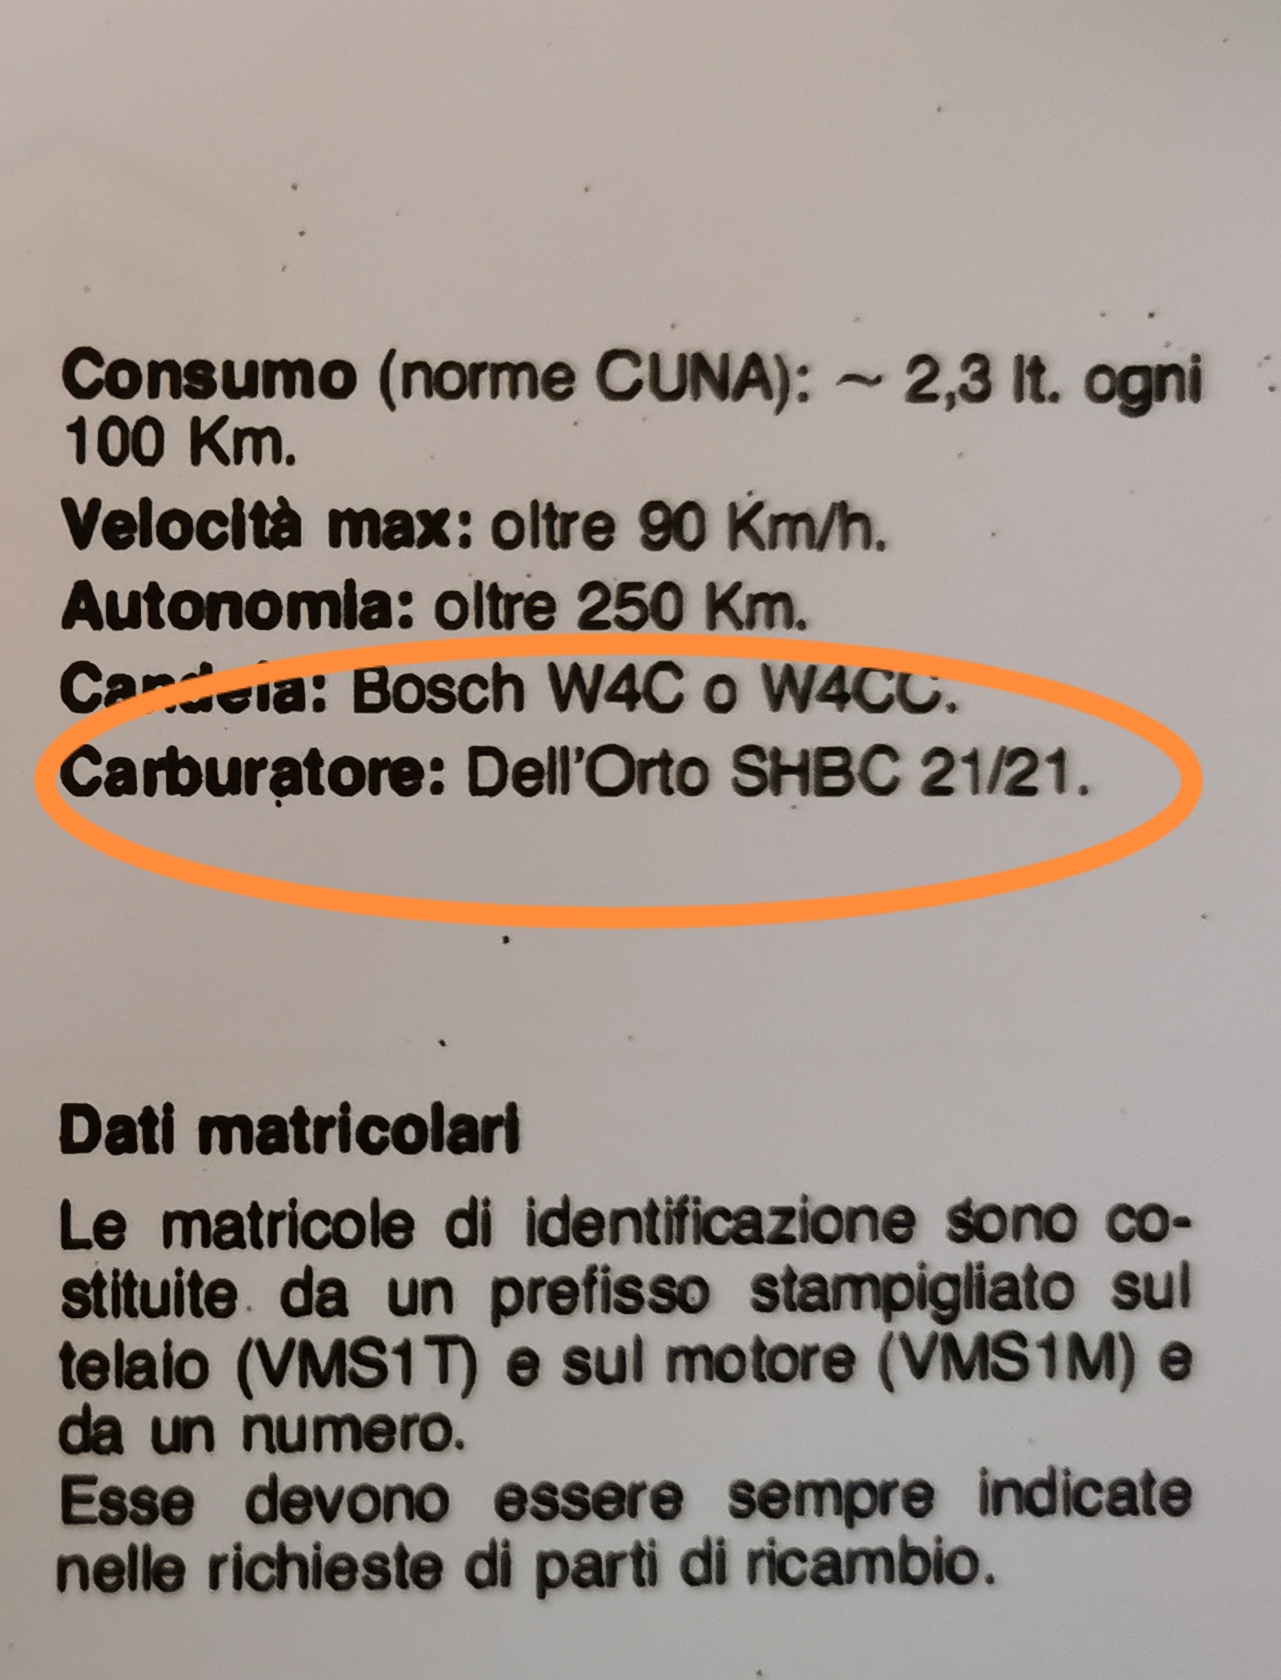 Consumo (norme CUNA): ~ 2,3 lt. ogni
100 Km.
Velocità max: oltre 90 Km/h.
Autonomia: oltre 250 Km.
Candela: Bosch W4C o W4CC.
Carburatore: Dell'Orto SHBC 21/21.
Dati matricolari
Le matricole di identificazione sono co-
stituite da un prefisso stampigliato sul
telaio (VMS1T) e sul motore (VMS1M) e
da un numero.
Esse devono essere sempre indicate
nelle richieste di parti di ricambio.